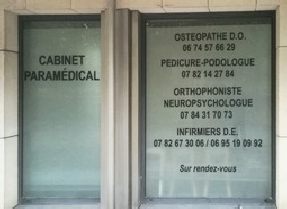 CABINET
PARAMÉDICAL
OSTEOPATHE D.O.
06 74 57 66 29
PEDICURE-PODOLOGUE
07 82 14 27 84
ORTHOPHONISTE
NEUROPSYCHOLOGUE
07 84 31 70 73
INFIRMIERS D.E.
07 82 67 30 06 / 06 95 19 09 92
Sur rendez-vous